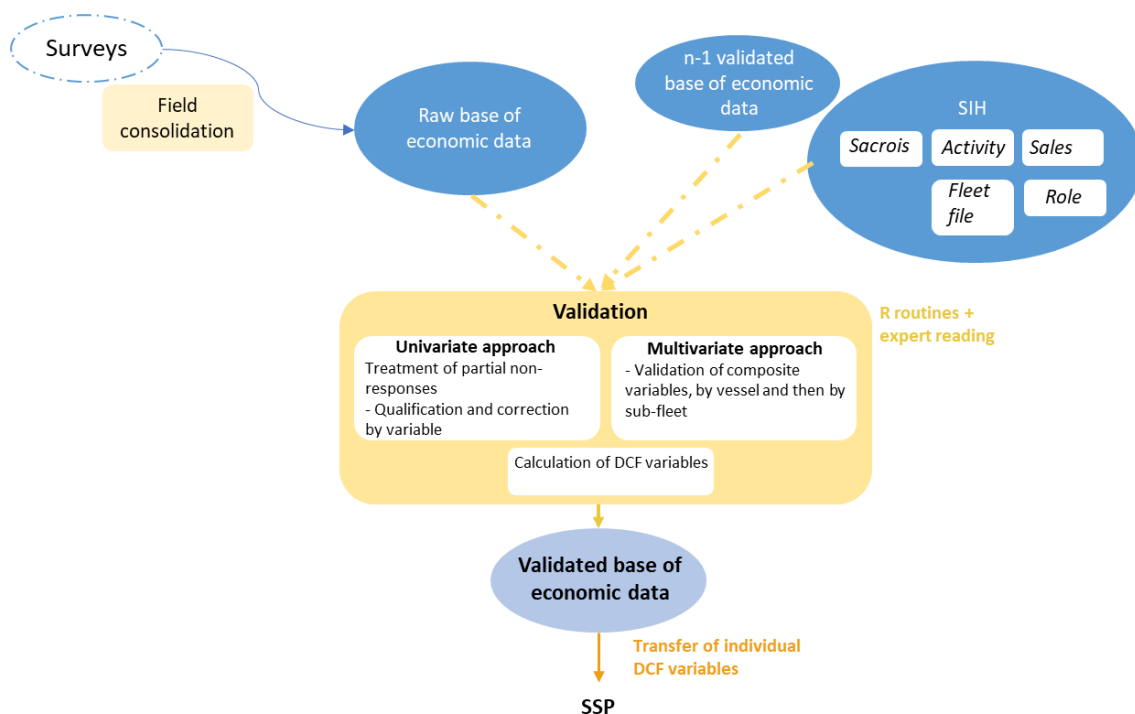 Surveys
Field
consolidation
Raw base of
economic data
n-1 validated
base of economic
data
SIH
Sacrois
Activity
Sales
Fleet
file
Role
Validation
R routines +
expert reading
Univariate approach
Treatment of partial non-
responses
- Qualification and correction
by variable
Multivariate approach
- Validation of composite
variables, by vessel and then by
sub-fleet
Calculation of DCF variables
Validated base of
economic data
Transfer of individual
DCF variables
SSP